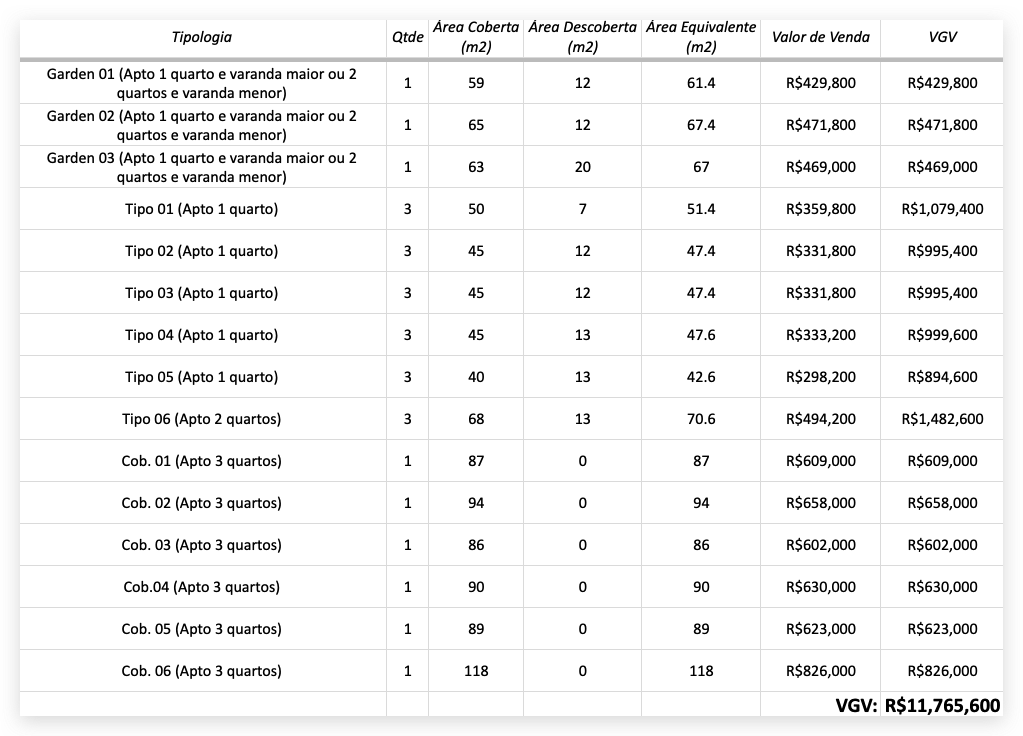 Tipologia Qtde Área Coberta (m2) Área Descoberta (m2) Área Equivalente (m2) Valor de Venda VGV
Garden 01 (Apto 1 quarto e varanda maior ou 2 quartos e varanda menor) 1 59 12 61.4 R$429,800 R$429,800
Garden 02 (Apto 1 quarto e varanda maior ou 2 quartos e varanda menor) 1 65 12 67.4 R$471,800 R$471,800
Garden 03 (Apto 1 quarto e varanda maior ou 2 quartos e varanda menor) 1 63 20 67 R$469,000 R$469,000
Tipo 01 (Apto 1 quarto) 3 50 7 51.4 R$359,800 R$1,079,400
Tipo 02 (Apto 1 quarto) 3 45 12 47.4 R$331,800 R$995,400
Tipo 03 (Apto 1 quarto) 3 45 12 47.4 R$331,800 R$995,400
Tipo 04 (Apto 1 quarto) 3 45 13 47.6 R$333,200 R$999,600
Tipo 05 (Apto 1 quarto) 3 40 13 42.6 R$298,200 R$894,600
Tipo 06 (Apto 2 quartos) 3 68 13 70.6 R$494,200 R$1,482,600
Cob. 01 (Apto 3 quartos) 1 87 0 87 R$609,000 R$609,000
Cob. 02 (Apto 3 quartos) 1 94 0 94 R$658,000 R$658,000
Cob. 03 (Apto 3 quartos) 1 86 0 86 R$602,000 R$602,000
Cob.04 (Apto 3 quartos) 1 90 0 90 R$630,000 R$630,000
Cob. 05 (Apto 3 quartos) 1 89 0 89 R$623,000 R$623,000
Cob. 06 (Apto 3 quartos) 1 118 0 118 R$826,000 R$826,000
VGV: R$11,765,600